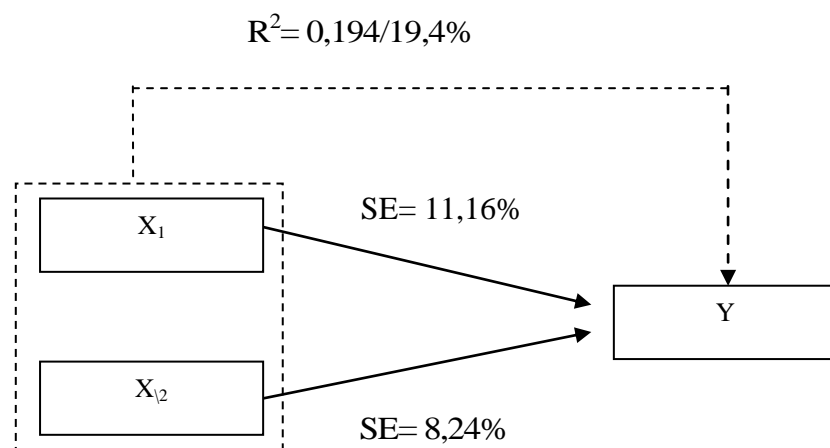 R²= 0,194/19,4%
X₁
SE= 11,16%
Y
X\₂
SE= 8,24%